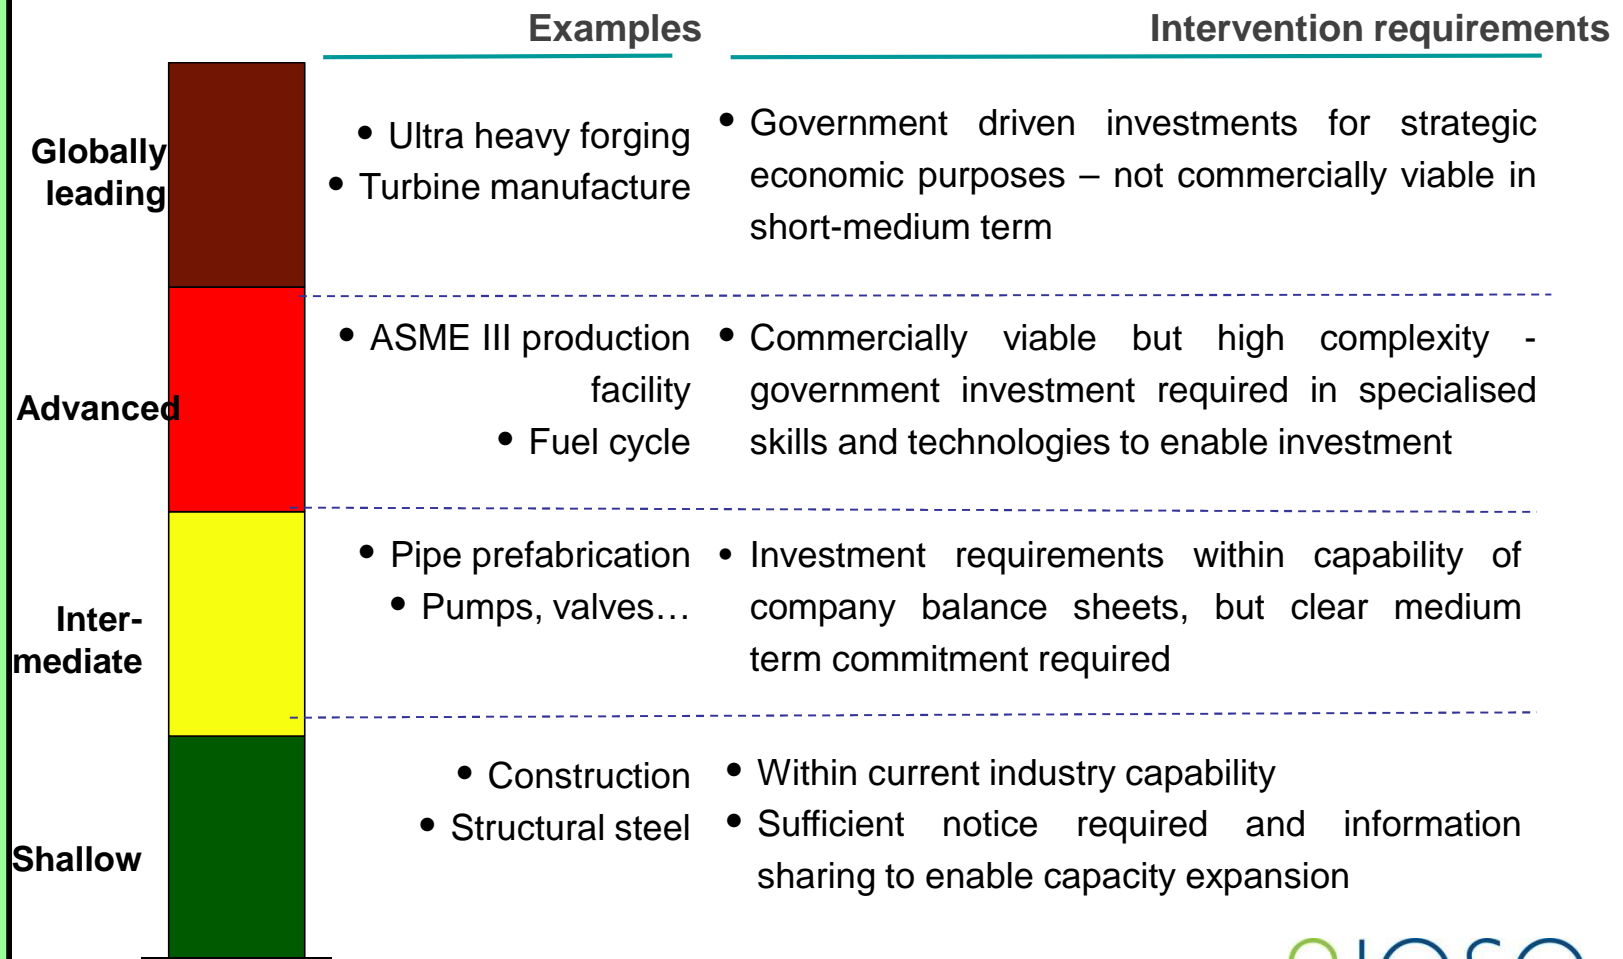 Examples
Intervention requirements
Globally
leading
• Ultra heavy forging
• Turbine manufacture
• Government driven investments for strategic
economic purposes – not commercially viable in
short-medium term
Advanced
• ASME III production
facility
• Fuel cycle
• Commercially viable but high complexity -
government investment required in specialised
skills and technologies to enable investment
Inter-
mediate
• Pipe prefabrication
• Pumps, valves…
• Investment requirements within capability of
company balance sheets, but clear medium
term commitment required
Shallow
• Construction
• Structural steel
• Within current industry capability
• Sufficient notice required and information
sharing to enable capacity expansion